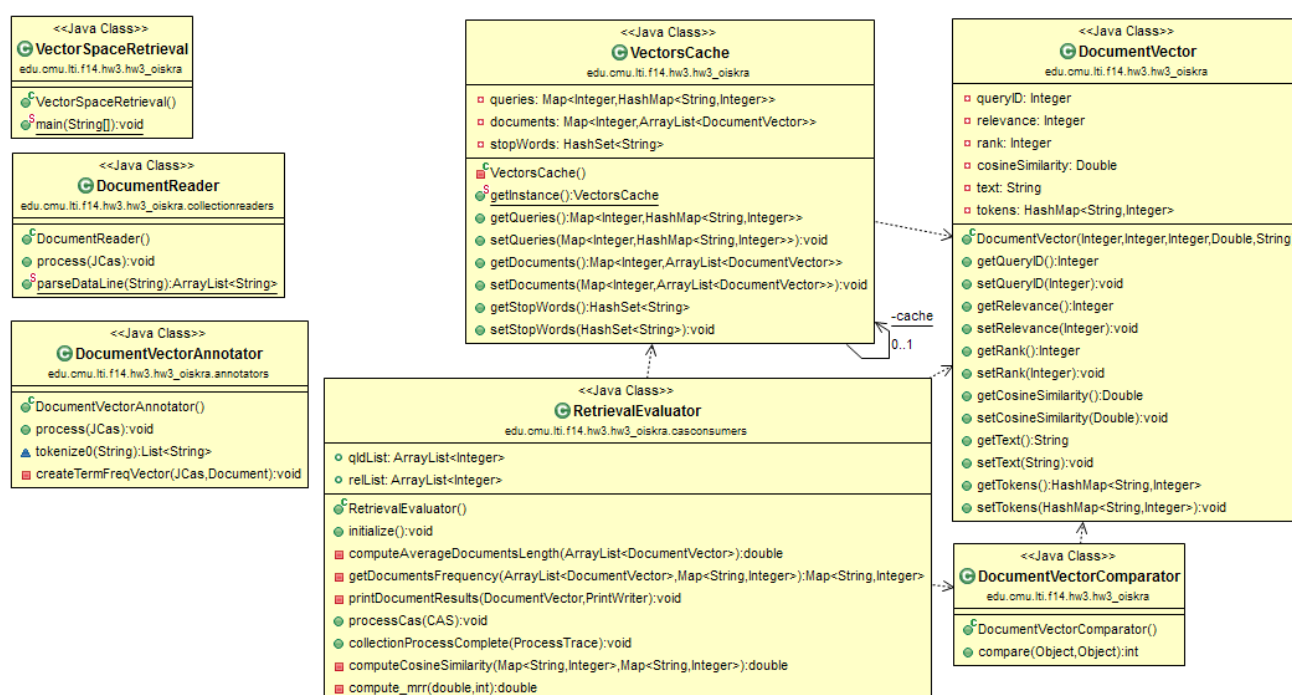 <<Java Class>>
VectorSpaceRetrieval
edu.cmu.lti.f14.hw3.hw3_oiskra
VectorSpaceRetrieval()
main(String[]):void
<<Java Class>>
DocumentReader
edu.cmu.lti.f14.hw3.hw3_oiskra.collectionreaders
DocumentReader()
process(JCas):void
parseDataLine(String):ArrayList<String>
<<Java Class>>
DocumentVectorAnnotator
edu.cmu.lti.f14.hw3.hw3_oiskra.annotators
DocumentVectorAnnotator()
process(JCas):void
tokenize0(String):List<String>
createTermFreqVector(JCas,Document):void
<<Java Class>>
VectorsCache
edu.cmu.lti.f14.hw3.hw3_oiskra
queries: Map<Integer,HashMap<String,Integer>>
documents: Map<Integer,ArrayList<DocumentVector>>
stopWords: HashSet<String>
VectorsCache()
getInstance():VectorsCache
getQueries():Map<Integer,HashMap<String,Integer>>
setQueries(Map<Integer,HashMap<String,Integer>>):void
getDocuments():Map<Integer,ArrayList<DocumentVector>>
setDocuments(Map<Integer,ArrayList<DocumentVector>>):void
getStopWords():HashSet<String>
setStopWords(HashSet<String>):void
-cache
0..1
<<Java Class>>
RetrievalEvaluator
edu.cmu.lti.f14.hw3.hw3_oiskra.casconsumers
qIdList: ArrayList<Integer>
relList: ArrayList<Integer>
RetrievalEvaluator()
initialize():void
computeAverageDocumentsLength(ArrayList<DocumentVector>):double
getDocumentsFrequency(ArrayList<DocumentVector>,Map<String,Integer>):Map<String,Integer>
printDocumentResults(DocumentVector,PrintWriter):void
processCas(CAS):void
collectionProcessComplete(ProcessTrace):void
computeCosineSimilarity(Map<String,Integer>,Map<String,Integer>):double
compute_mrr(double,int):double
<<Java Class>>
DocumentVector
edu.cmu.lti.f14.hw3.hw3_oiskra
queryID: Integer
relevance: Integer
rank: Integer
cosineSimilarity: Double
text: String
tokens: HashMap<String,Integer>
DocumentVector(Integer,Integer,Integer,Double,String
getQueryID():Integer
setQueryID(Integer):void
getRelevance():Integer
setRelevance(Integer):void
getRank():Integer
setRank(Integer):void
getCosineSimilarity():Double
setCosineSimilarity(Double):void
getText():String
setText(String):void
getTokens():HashMap<String,Integer>
setTokens(HashMap<String,Integer>):void
<<Java Class>>
DocumentVectorComparator
edu.cmu.lti.f14.hw3.hw3_oiskra
DocumentVectorComparator()
compare(Object,Object):int